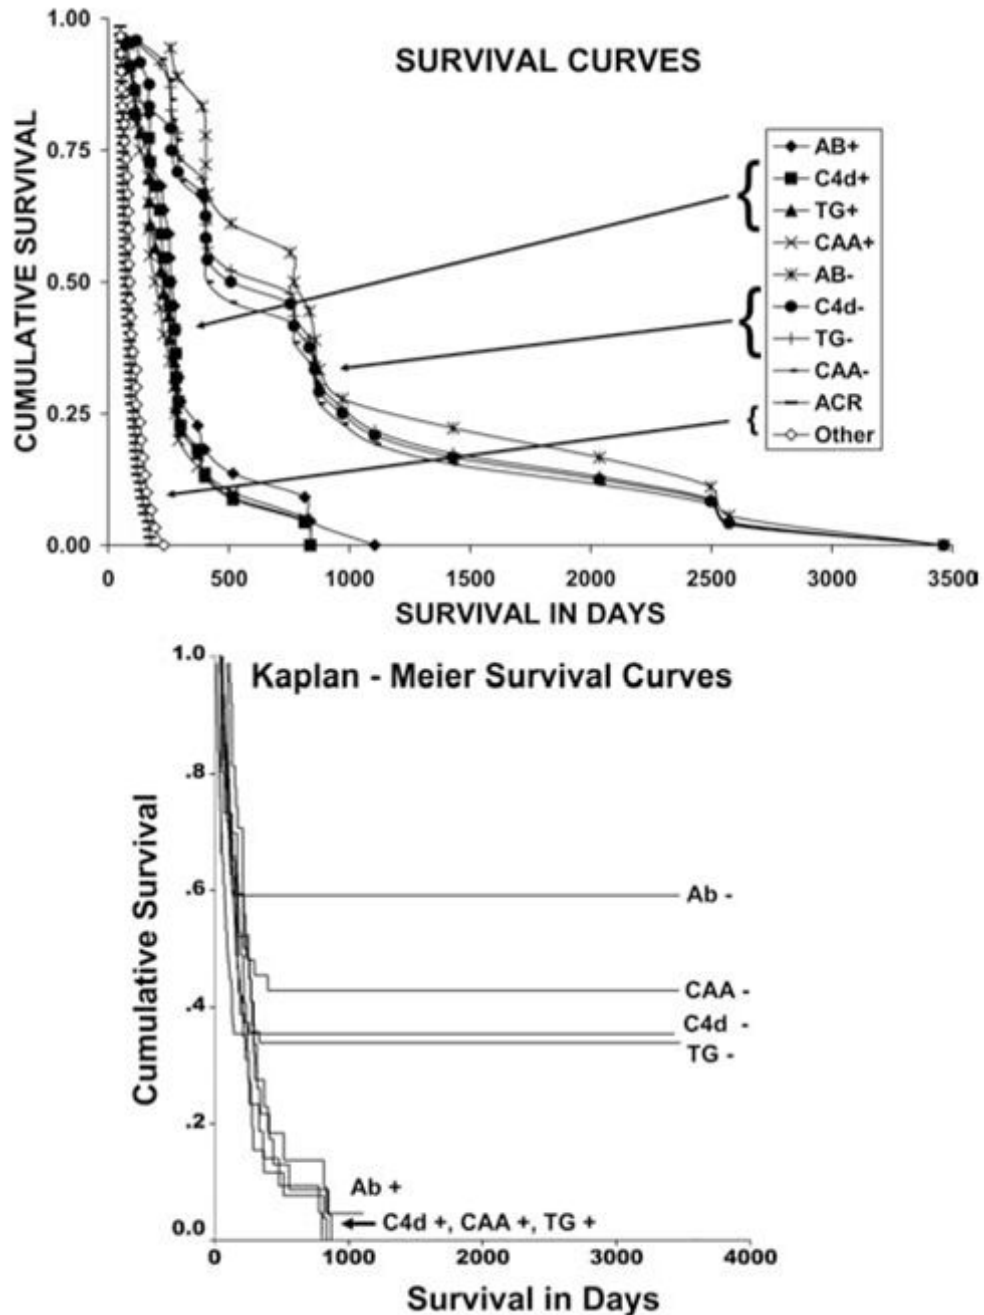 SURVIVAL CURVES
CUMULATIVE SURVIVAL
1.00
0.75
0.50
0.25
0.00
0 500 1000 1500 2000 2500 3000 3500
SURVIVAL IN DAYS
AB+
C4d+
TG+
CAA+
AB-
C4d-
TG-
CAA-
ACR
Other
Kaplan - Meier Survival Curves
Cumulative Survival
1.0
.8
.6
.4
.2
0.0
Ab -
CAA -
C4d -
TG -
Ab +
C4d +, CAA +, TG +
0 1000 2000 3000 4000
Survival in Days